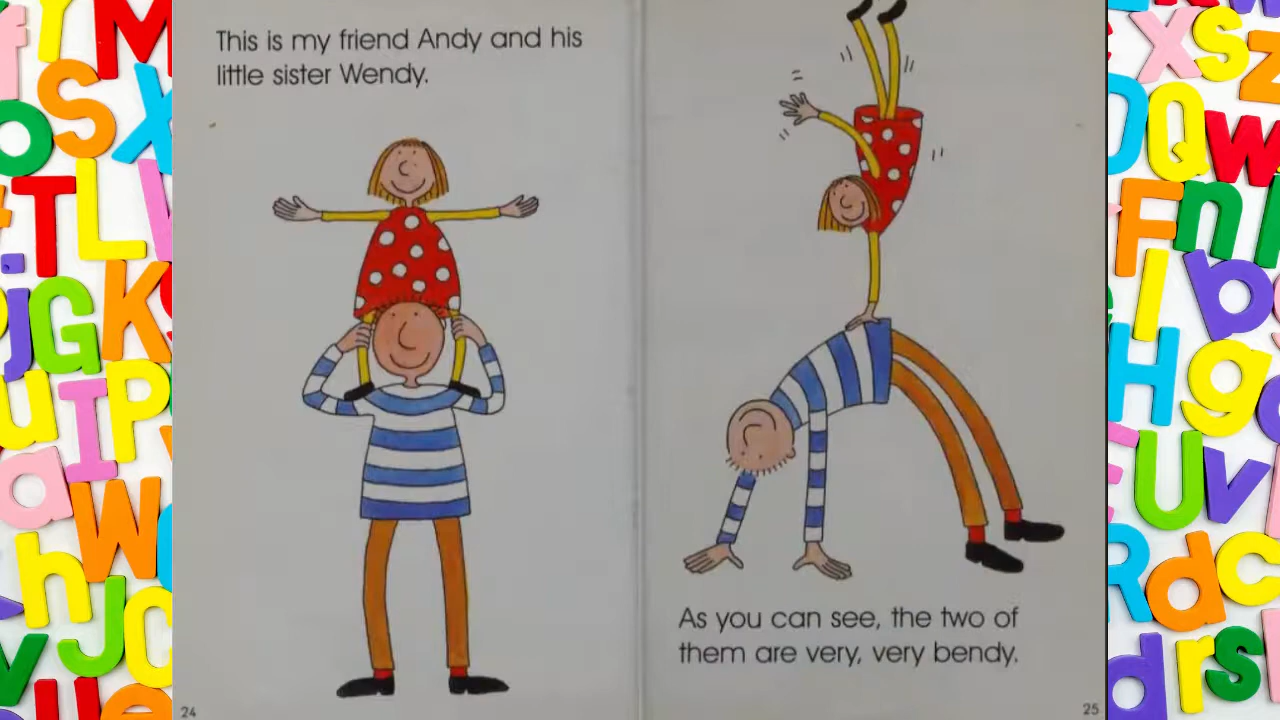 This is my friend Andy and his
little sister Wendy.
24
As you can see, the two of
them are very, very bendy.
25